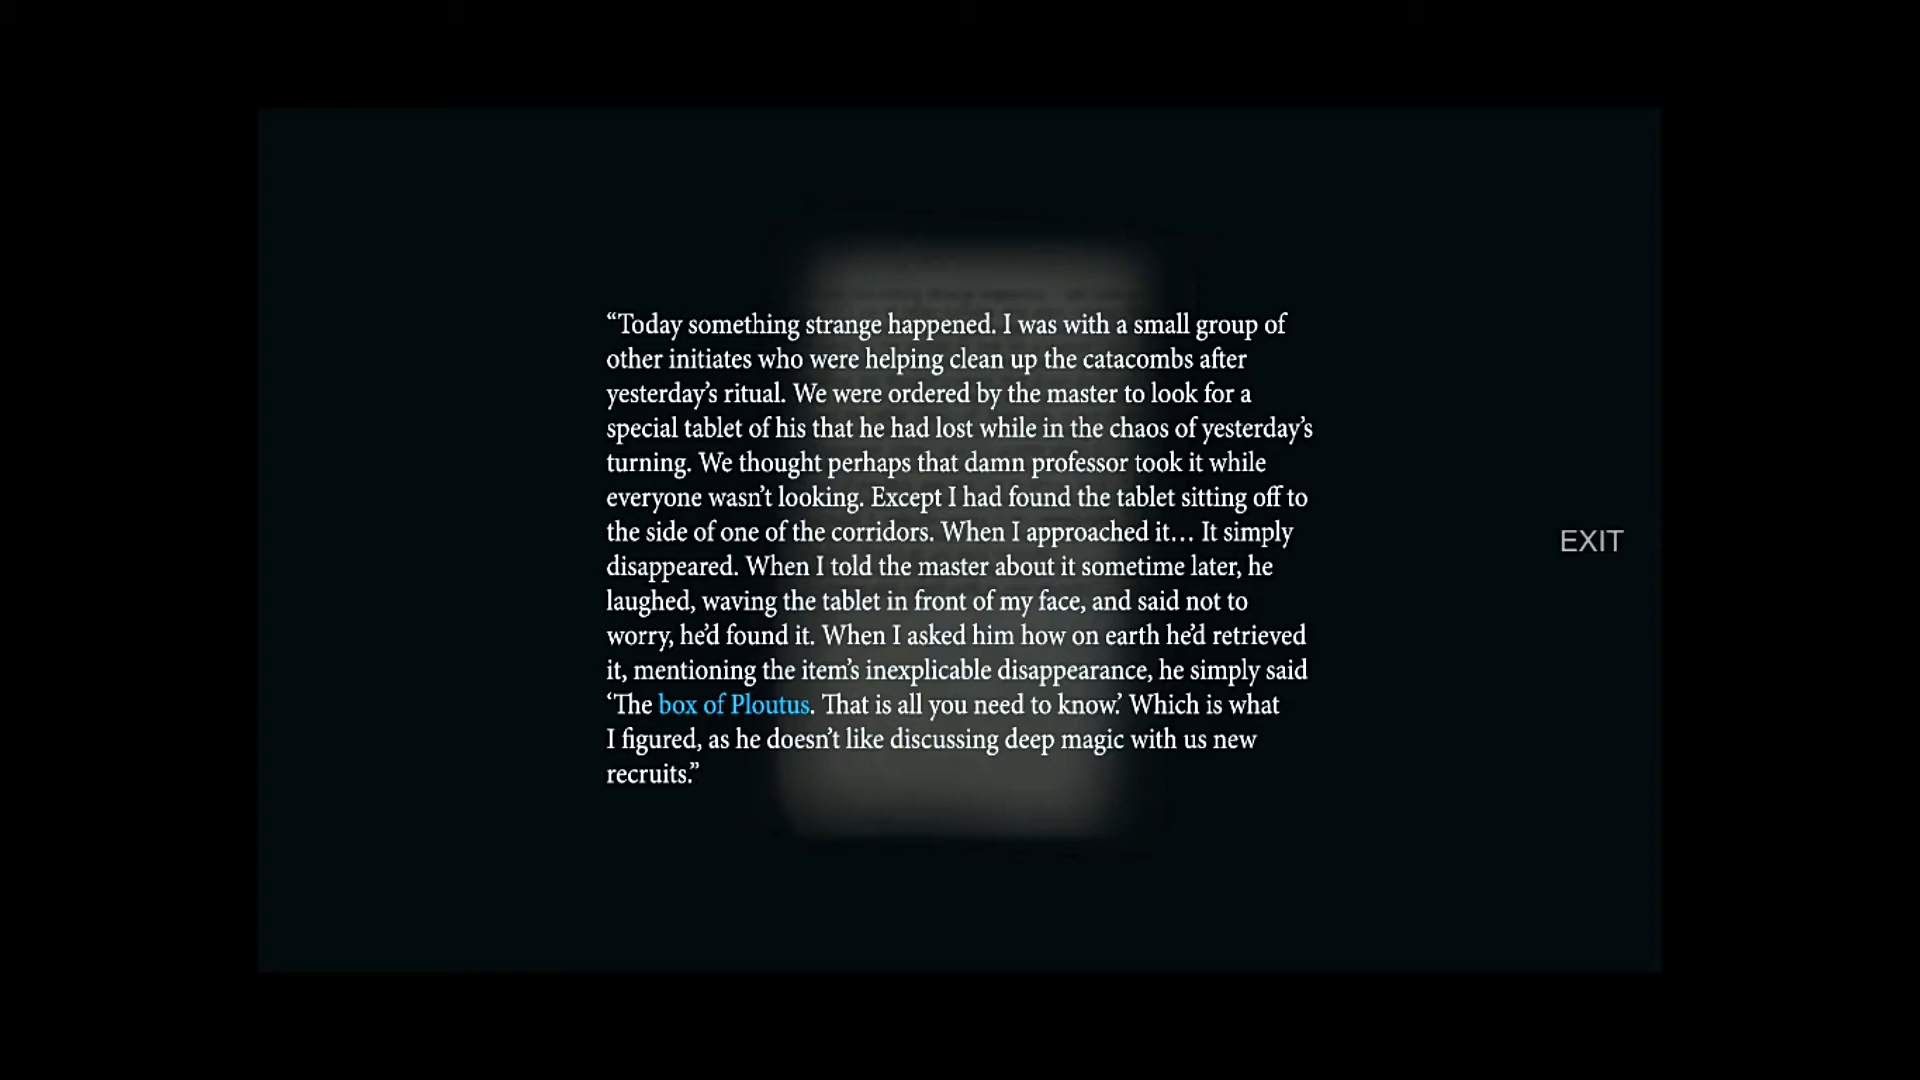 “Today something strange happened. I was with a small group of
other initiates who were helping clean up the catacombs after
yesterday’s ritual. We were ordered by the master to look for a
special tablet of his that he had lost while in the chaos of yesterday’s
turning. We thought perhaps that damn professor took it while
everyone wasn’t looking. Except I had found the tablet sitting off to
the side of one of the corridors. When I approached it… It simply
disappeared. When I told the master about it sometime later, he
laughed, waving the tablet in front of my face, and said not to
worry, he’d found it. When I asked him how on earth he’d retrieved
it, mentioning the item’s inexplicable disappearance, he simply said
‘The box of Ploutus. That is all you need to know.’ Which is what
I figured, as he doesn’t like discussing deep magic with us new
recruits.”
EXIT